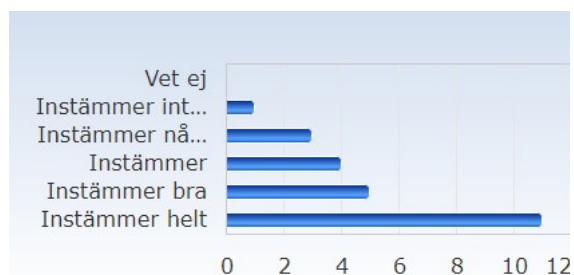 Vet ej
Instämmer int...
Instämmer nå...
Instämmer
Instämmer bra
Instämmer helt
0 2 4 6 8 10 12